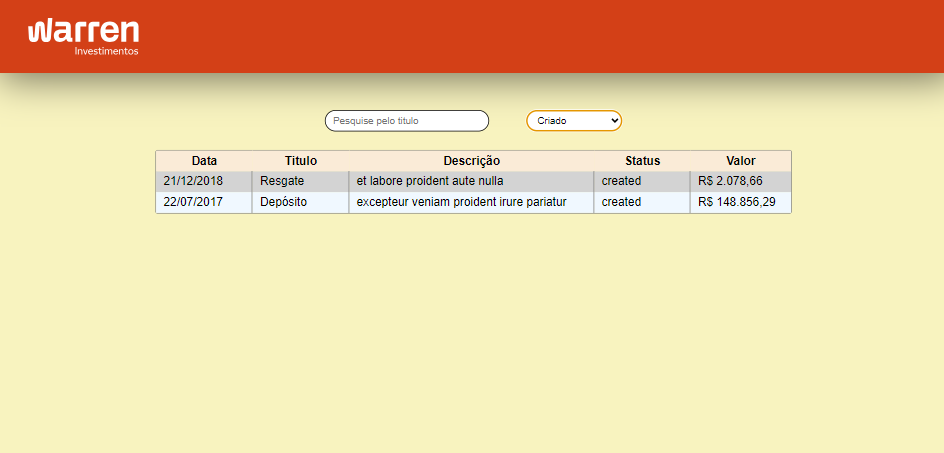 Warren
Investimentos
Pesquise pelo titulo
Criado
Data Titulo Descrição Status Valor
21/12/2018 Resgate et labore proident aute nulla created R$ 2.078,66
22/07/2017 Depósito excepteur veniam proident irure pariatur created R$ 148.856,29